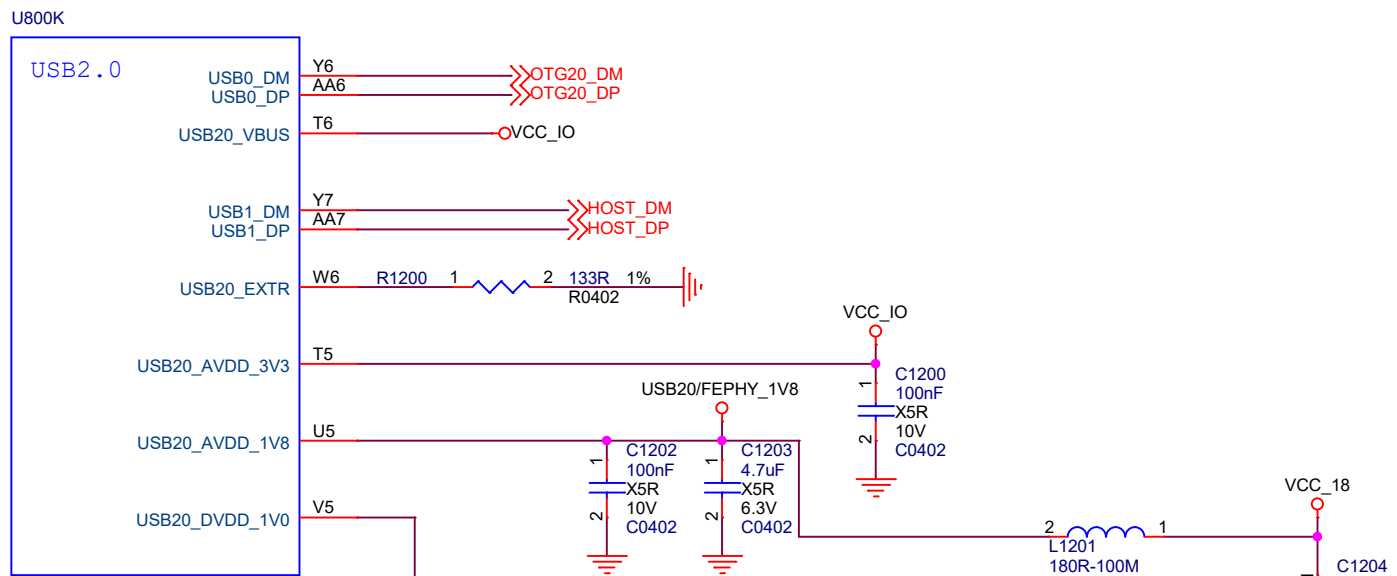 U800K
USB2.0
USB0_DM Y6 OTG20_DM
USB0_DP AA6 OTG20_DP
USB20_VBUS T6 VCC_IO
USB1_DM Y7 HOST_DM
USB1_DP AA7 HOST_DP
USB20_EXTR W6 R1200 1 2 133R 1%
R0402
VCC_IO
USB20_AVDD_3V3 T5
1 C1200
100nF
X5R
10V
2 C0402
USB20/FEPHY_1V8
USB20_AVDD_1V8 U5
1 C1202
100nF
X5R
10V
2 C0402
1 C1203
4.7uF
X5R
6.3V
2 C0402
VCC_18
USB20_DVDD_1V0 V5
2 1
L1201
180R-100M
C1204